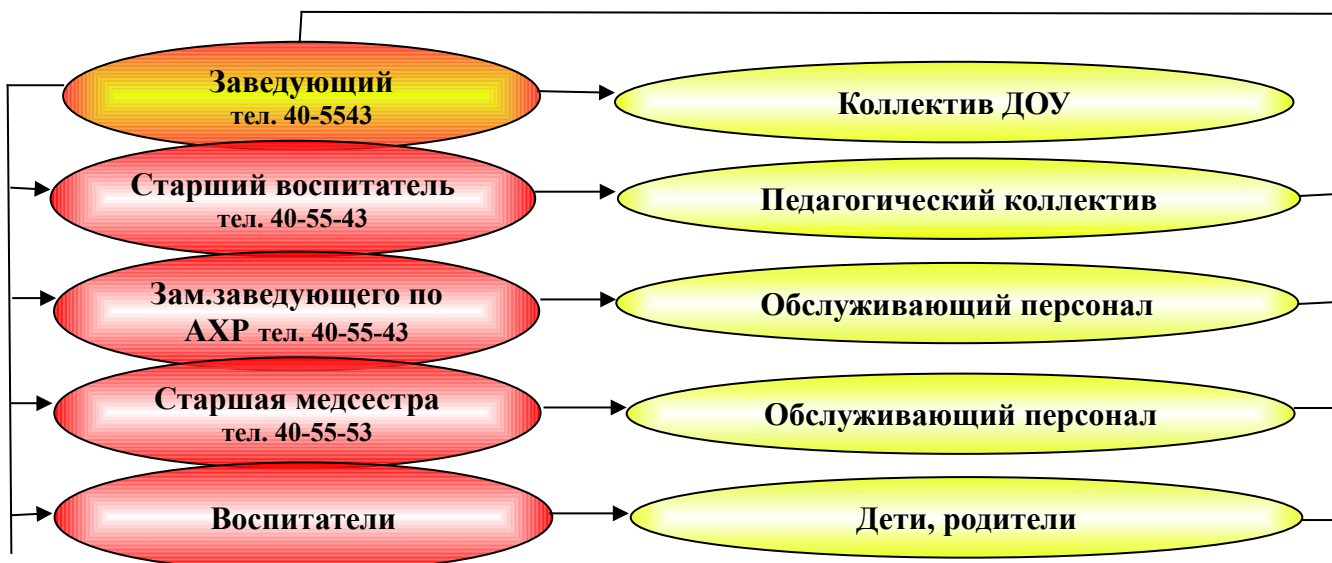 Заведующий
тел. 40-5543
Коллектив ДОУ
Старший воспитатель
тел. 40-55-43
Педагогический коллектив
Зам.заведующего по
АХР тел. 40-55-43
Обслуживающий персонал
Старшая медсестра
тел. 40-55-53
Обслуживающий персонал
Воспитатели
Дети, родители